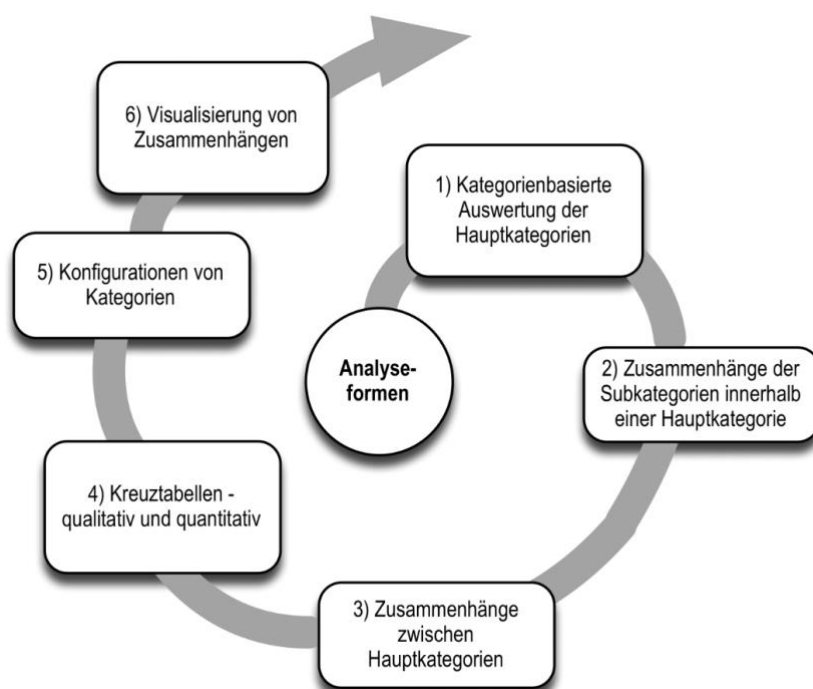 Analyse-
formen
1) Kategorienbasierte
Auswertung der
Hauptkategorien
2) Zusammenhänge der
Subkategorien innerhalb
einer Hauptkategorie
3) Zusammenhänge
zwischen
Hauptkategorien
4) Kreuztabellen -
qualitativ und quantitativ
5) Konfigurationen von
Kategorien
6) Visualisierung von
Zusammenhängen